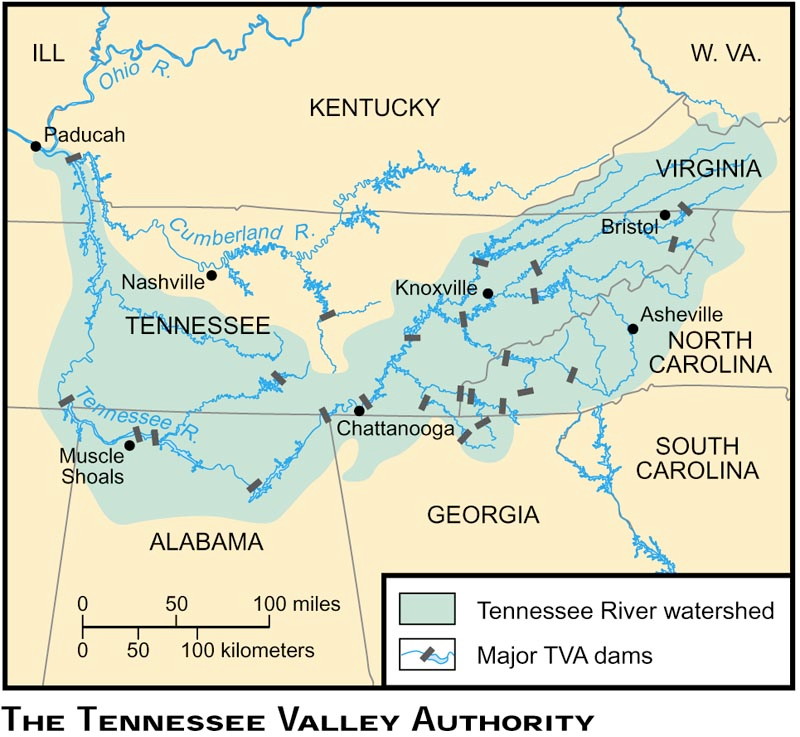 ILL
W. VA.
Ohio R.
KENTUCKY
Paducah
VIRGINIA
Cumberland R.
Bristol
Nashville
Knoxville
Asheville
TENNESSEE
NORTH
CAROLINA
Tennessee R.
Chattanooga
Muscle
Shoals
SOUTH
CAROLINA
GEORGIA
ALABAMA
0 50 100 miles
0 50 100 kilometers
Tennessee River watershed
Major TVA dams
THE TENNESSEE VALLEY AUTHORITY